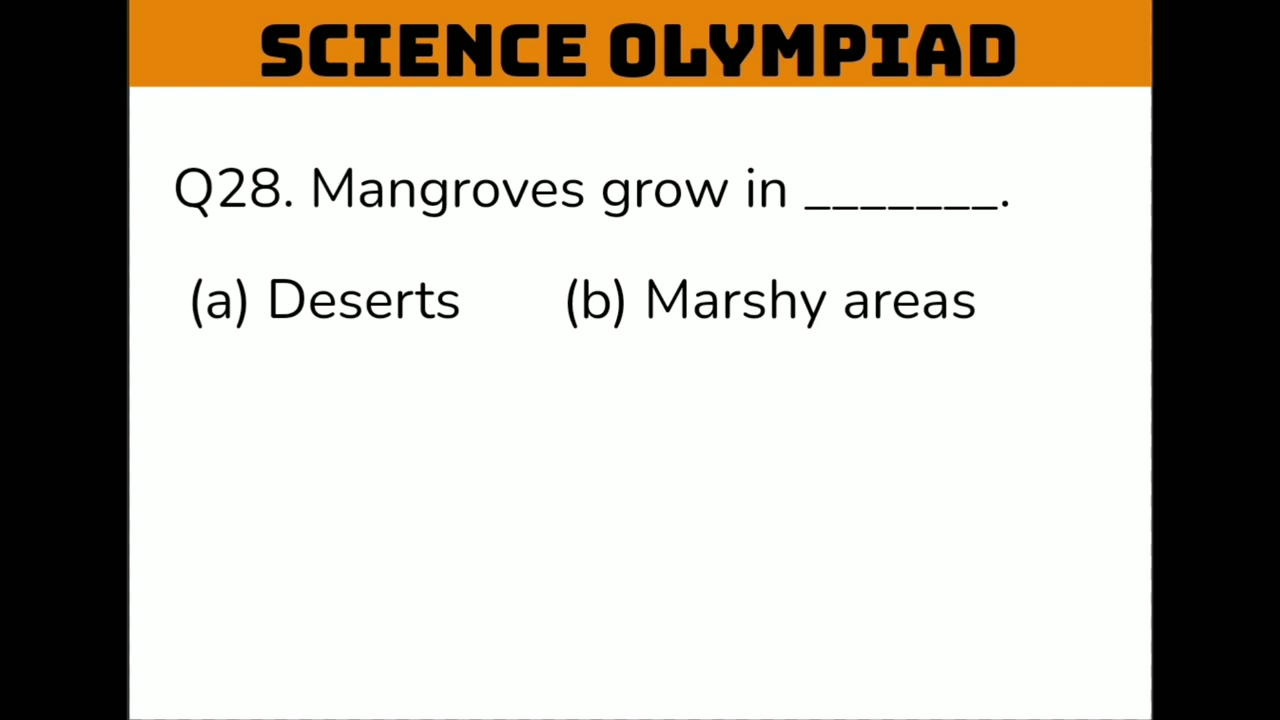 SCIENCE OLYMPIAD
Q28. Mangroves grow in _______.
(a) Deserts (b) Marshy areas